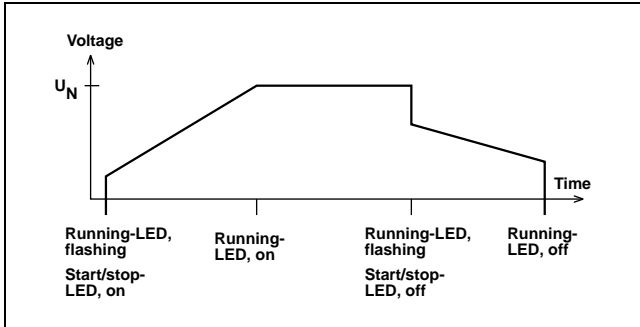 Voltage
UN
Time
Running-LED,
flashing
Start/stop-
LED, on
Running-
LED, on
Running-LED,
flashing
Start/stop-
LED, off
Running-
LED, off